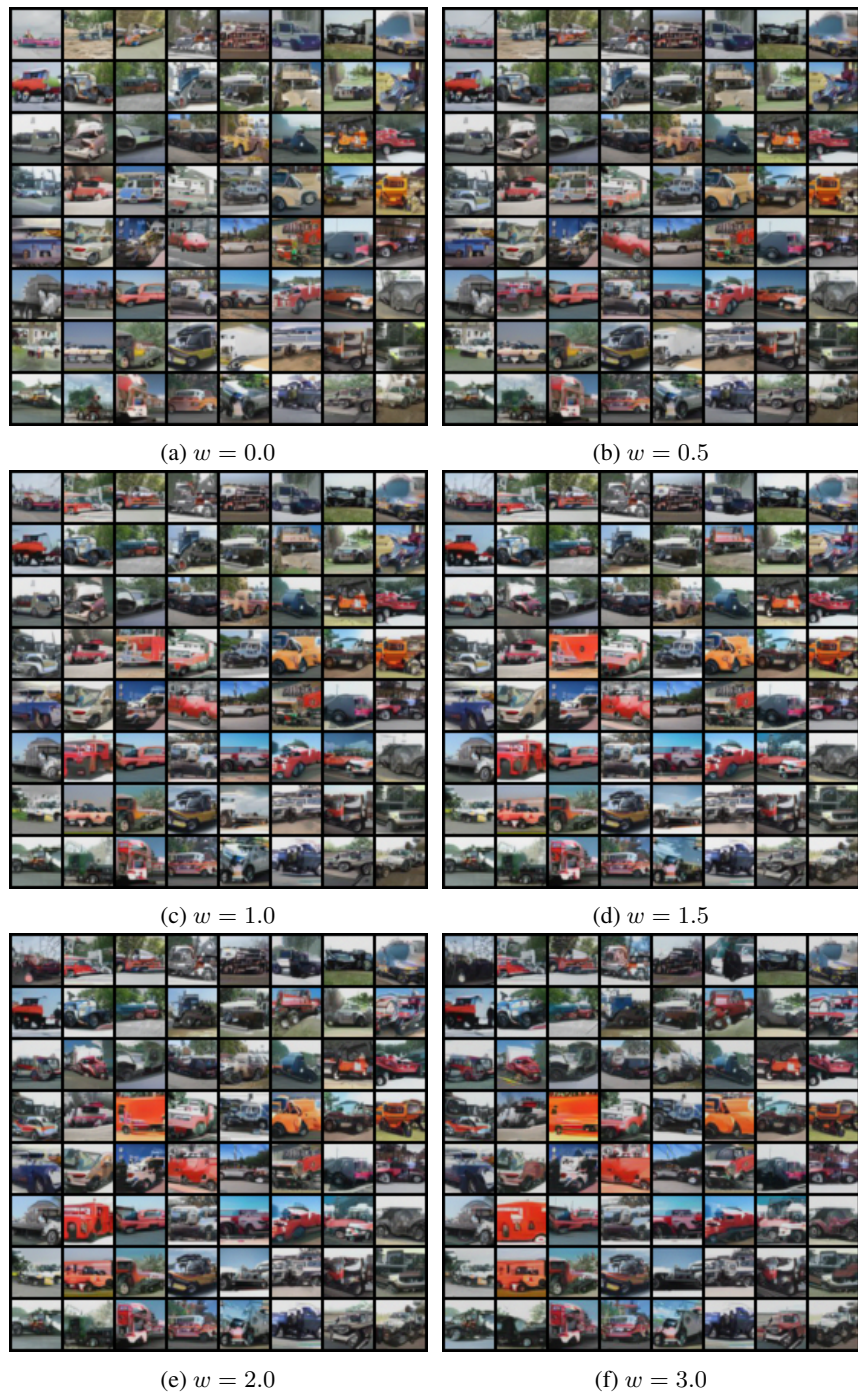 (a) w = 0.0
(b) w = 0.5
(c) w = 1.0
(d) w = 1.5
(e) w = 2.0
(f) w = 3.0